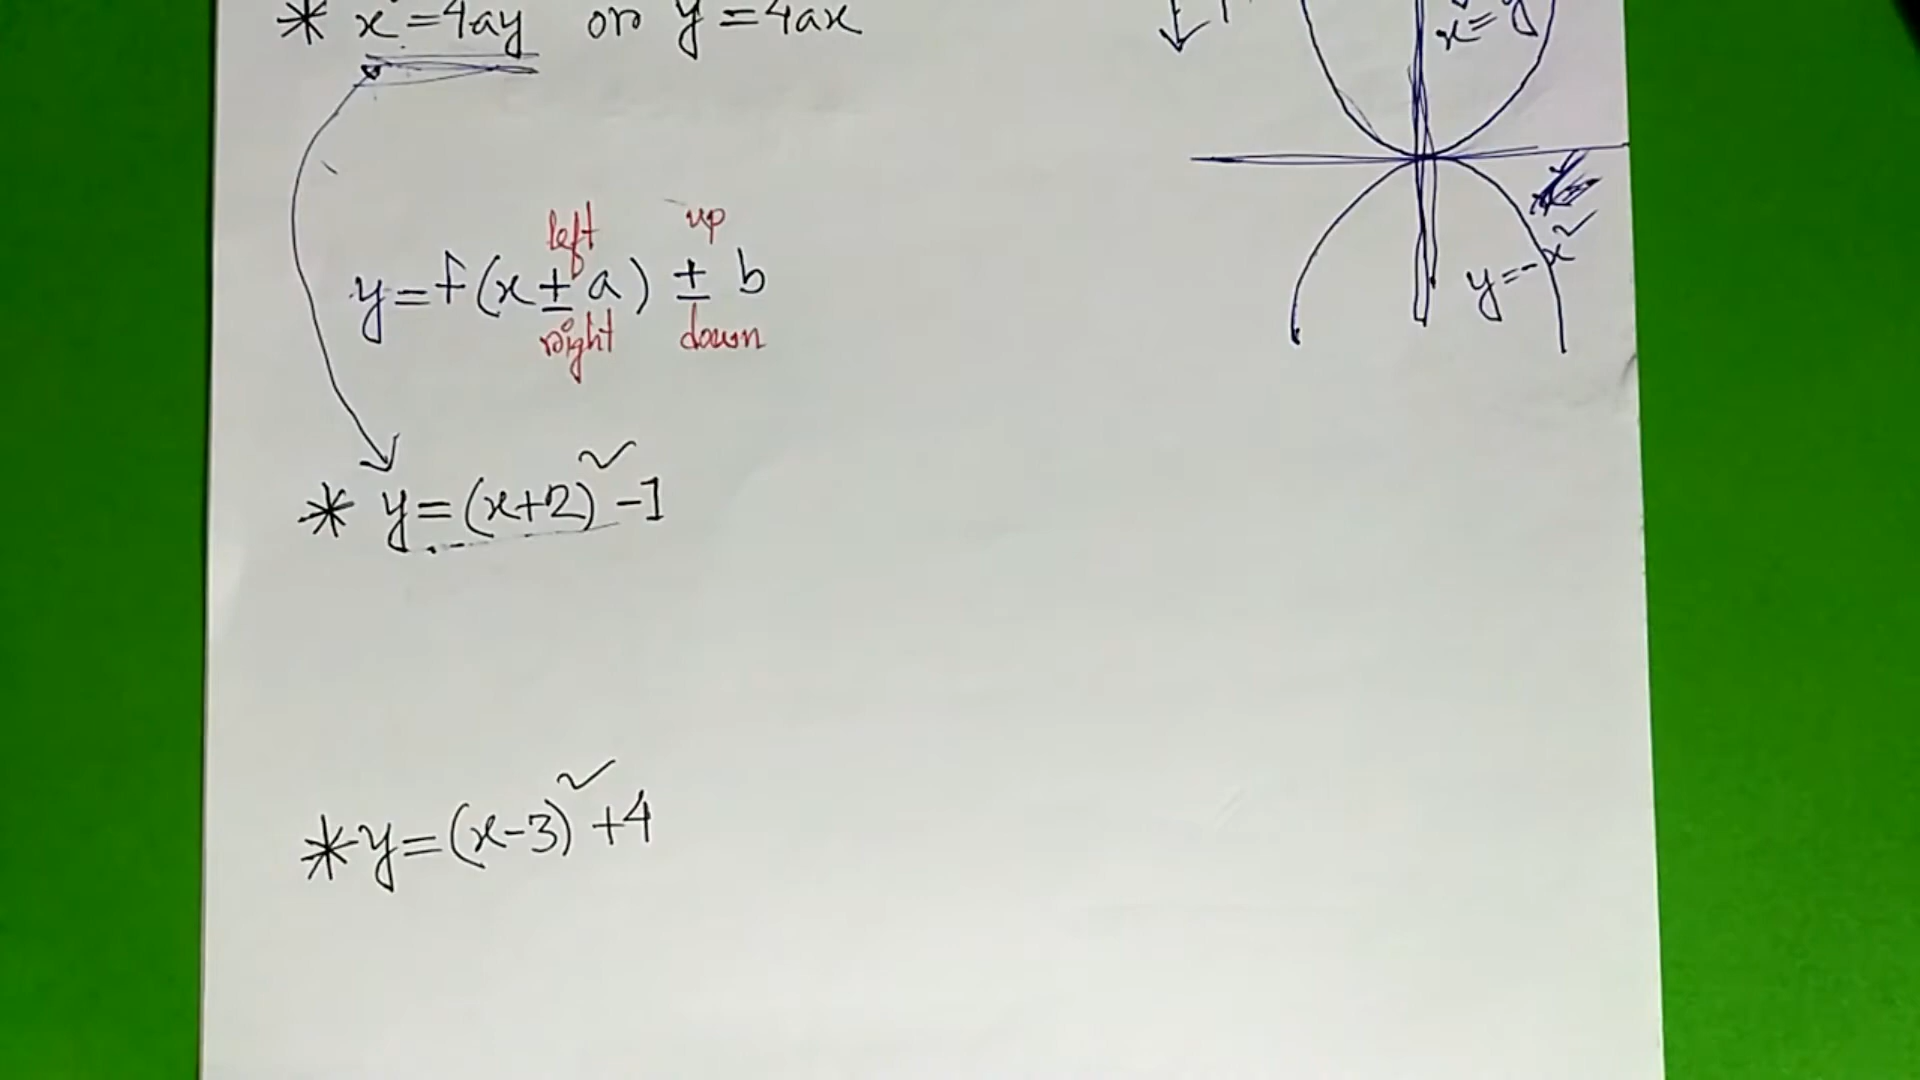 * x²=4ay or y²=4ax
x²=y
left up
y=f(x±a) ± b
right down
y=-x²
* y=(x+2)²-1
* y=(x-3)²+4